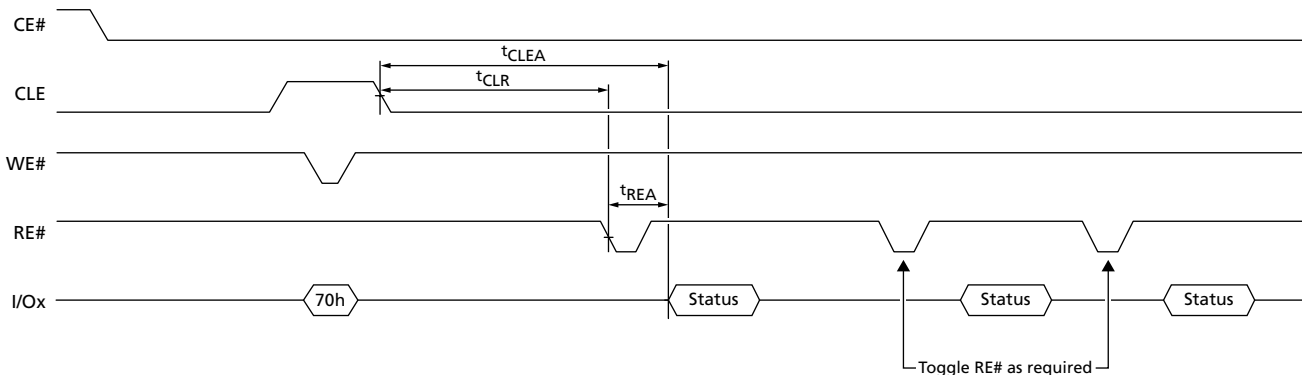 CE#
tCLEA
CLE
tCLR
WE#
tREA
RE#
I/Ox
70h
Status
Status
Status
Toggle RE# as required